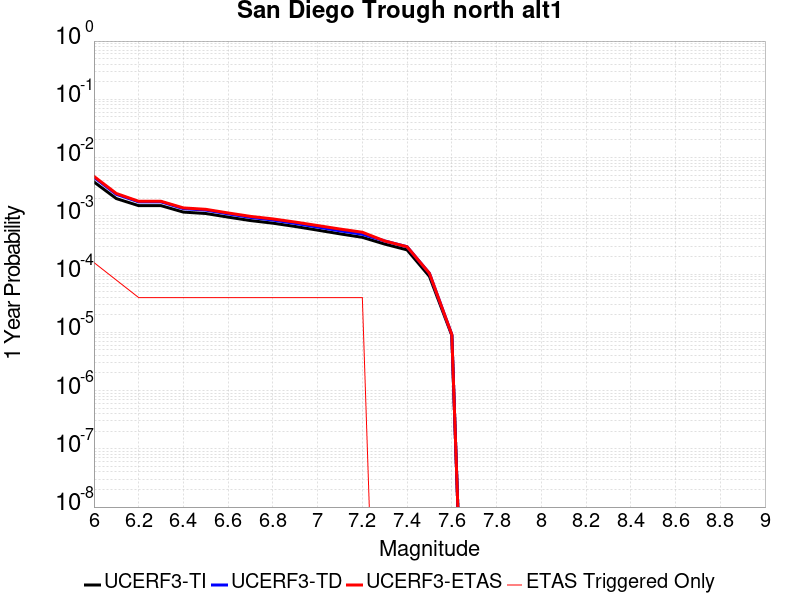 San Diego Trough north alt1
10^0
10^-1
10^-2
10^-3
10^-4
10^-5
10^-6
10^-7
10^-8
1 Year Probability
6 6.2 6.4 6.6 6.8 7 7.2 7.4 7.6 7.8 8 8.2 8.4 8.6 8.8 9
Magnitude
UCERF3-TI UCERF3-TD UCERF3-ETAS ETAS Triggered Only